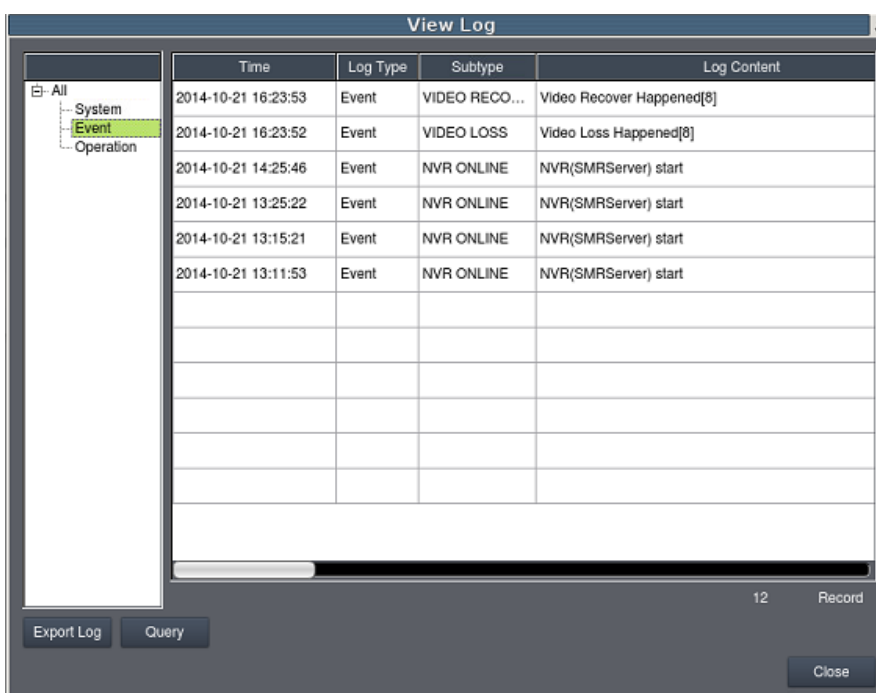 View Log
All
System
Event
Operation
Time Log Type Subtype Log Content
2014-10-21 16:23:53 Event VIDEO RECO... Video Recover Happened[8]
2014-10-21 16:23:52 Event VIDEO LOSS Video Loss Happened[8]
2014-10-21 14:25:46 Event NVR ONLINE NVR(SMRServer) start
2014-10-21 13:25:22 Event NVR ONLINE NVR(SMRServer) start
2014-10-21 13:15:21 Event NVR ONLINE NVR(SMRServer) start
2014-10-21 13:11:53 Event NVR ONLINE NVR(SMRServer) start
12 Record
Export Log Query
Close